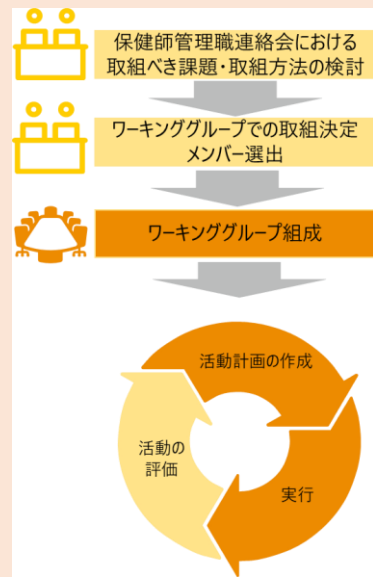 保健師管理職連絡会における
取組べき課題・取組方法の検討
ワーキンググループでの取組決定
メンバー選出
ワーキンググループ組成
活動計画の作成
活動の
評価
実行